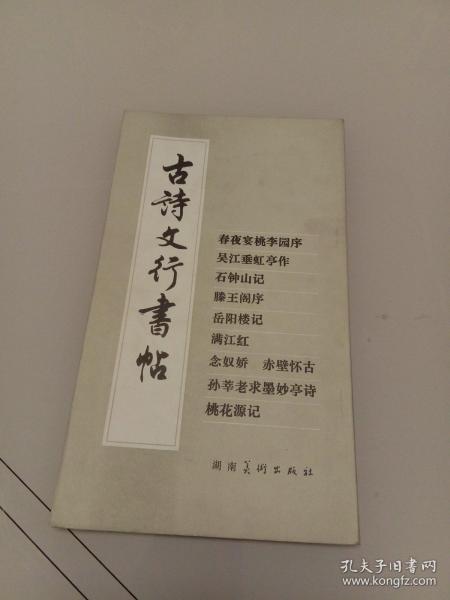 古詩文行書帖
春夜宴桃李园序
吴江垂虹亭作
石钟山记
滕王阁序
岳阳楼记
满江红
念奴娇 赤壁怀古
孙莘老求墨妙亭诗
桃花源记
湖南美術出版社
孔夫子旧书网
www.kongfz.com